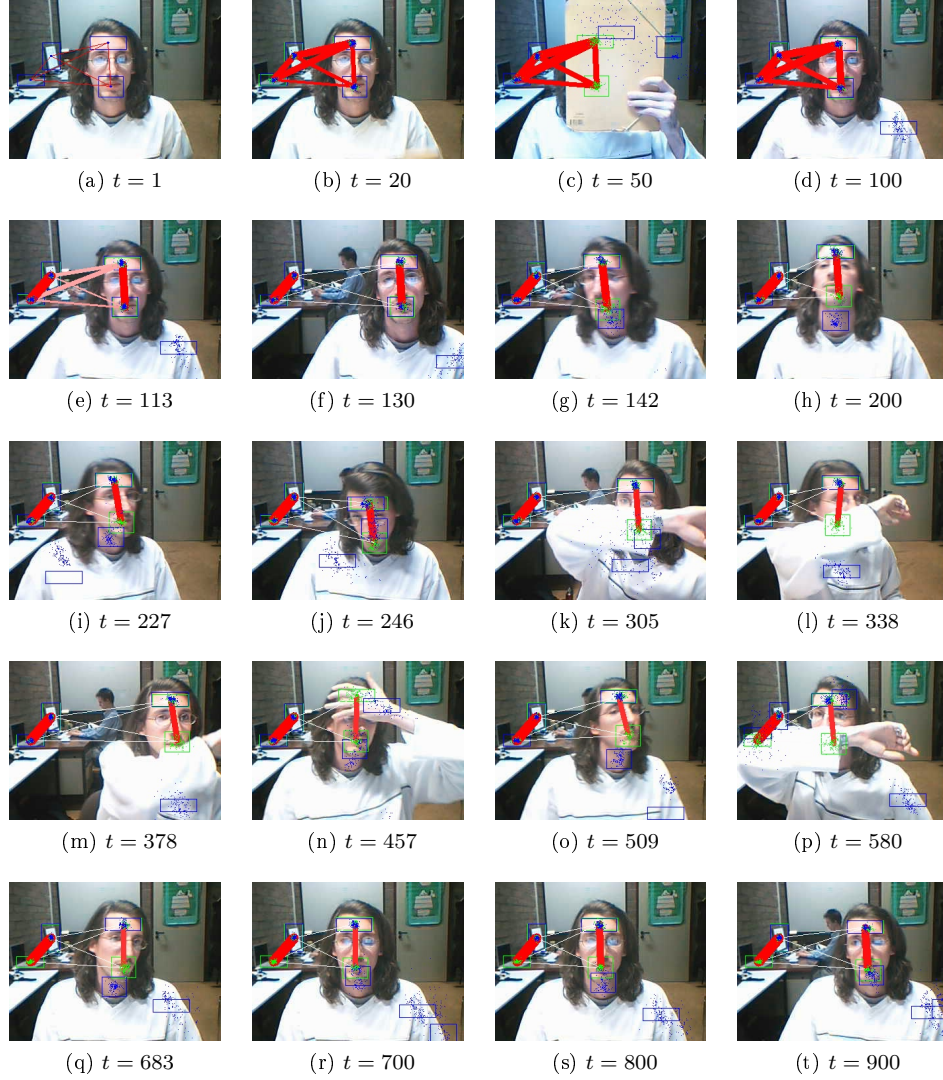 (a) t = 1
(b) t = 20
(c) t = 50
(d) t = 100
(e) t = 113
(f) t = 130
(g) t = 142
(h) t = 200
(i) t = 227
(j) t = 246
(k) t = 305
(l) t = 338
(m) t = 378
(n) t = 457
(o) t = 509
(p) t = 580
(q) t = 683
(r) t = 700
(s) t = 800
(t) t = 900